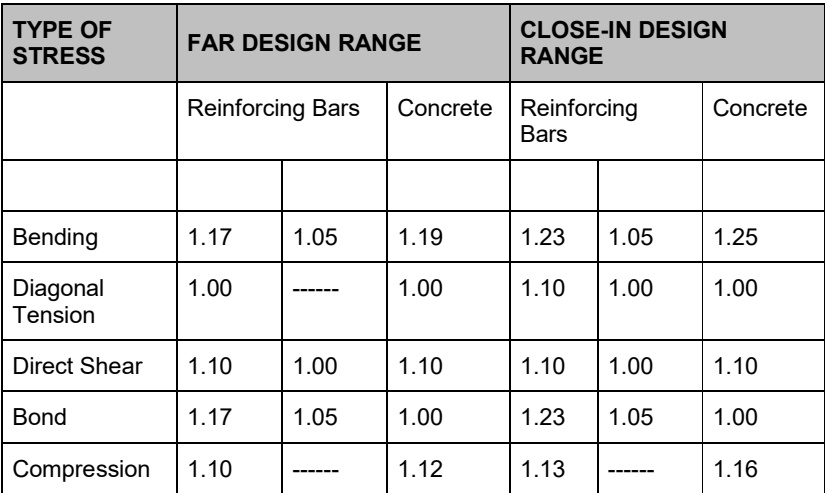 TYPE OF STRESS FAR DESIGN RANGE CLOSE-IN DESIGN RANGE
Reinforcing Bars Concrete Reinforcing Bars Concrete
Bending 1.17 1.05 1.19 1.23 1.05 1.25
Diagonal Tension 1.00 ------ 1.00 1.10 1.00 1.00
Direct Shear 1.10 1.00 1.10 1.10 1.00 1.10
Bond 1.17 1.05 1.00 1.23 1.05 1.00
Compression 1.10 ------ 1.12 1.13 ------ 1.16